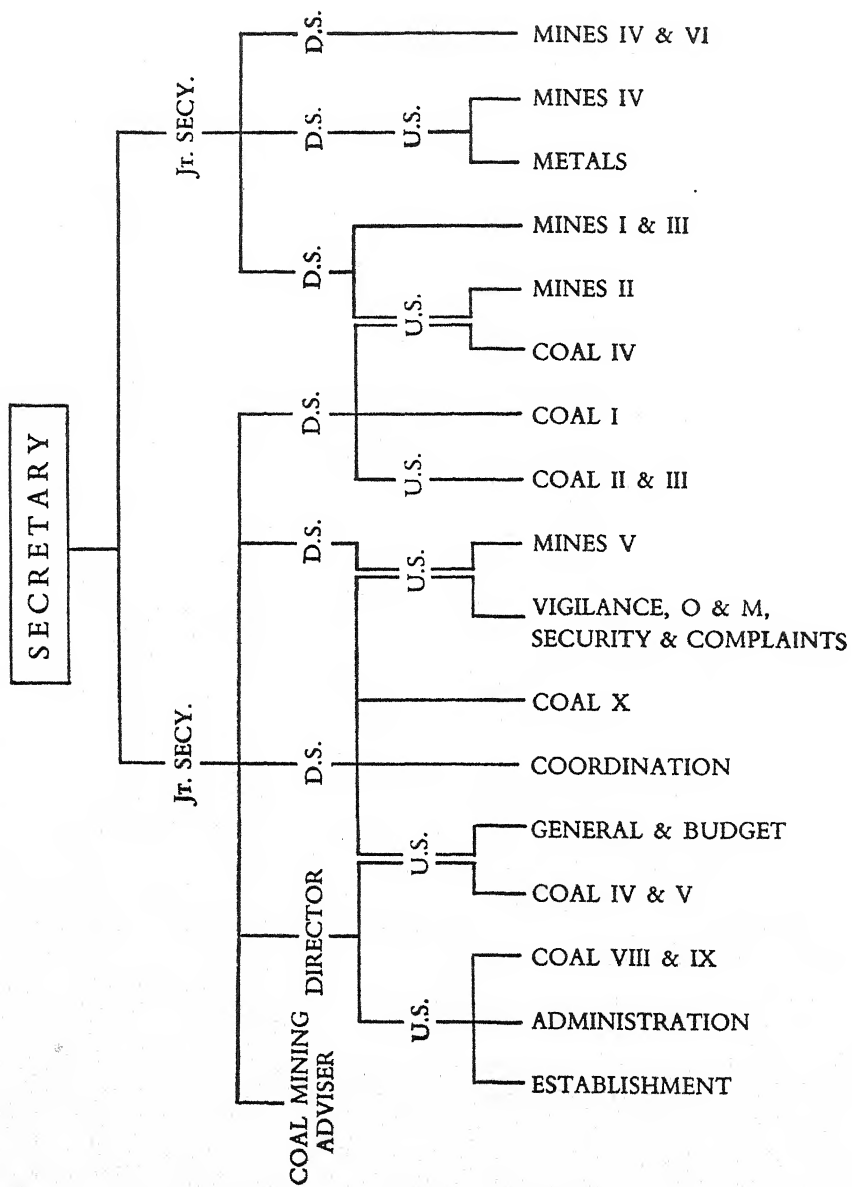 SECRETARY
JT. SECY.
JT. SECY.
COAL MINING
ADVISER
DIRECTOR
D.S.
D.S.
D.S.
D.S.
D.S.
D.S.
U.S.
U.S.
U.S.
U.S.
U.S.
U.S.
MINES IV & VI
MINES IV
METALS
MINES I & III
MINES II
COAL IV
COAL I
COAL II & III
MINES V
VIGILANCE, O & M,
SECURITY & COMPLAINTS
COAL X
COORDINATION
GENERAL & BUDGET
COAL IV & V
COAL VIII & IX
ADMINISTRATION
ESTABLISHMENT